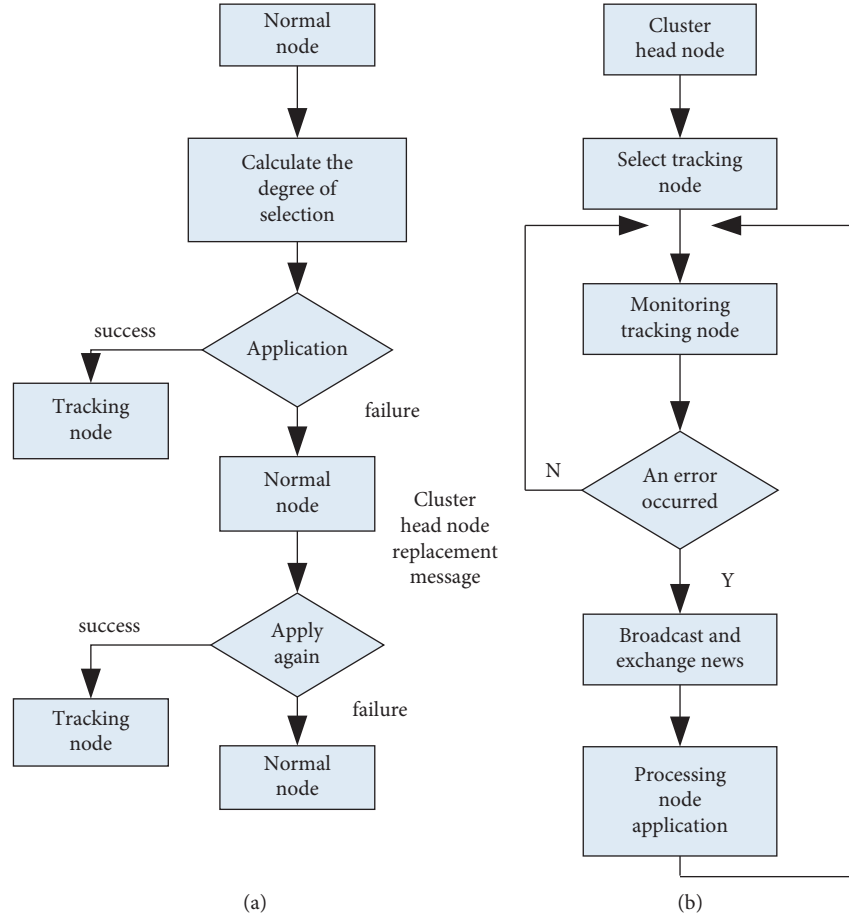 Normal
node
Calculate the
degree of
selection
success
Application
Tracking
node
failure
Normal
node
Cluster
head node
replacement
message
success
Apply
again
Tracking
node
failure
Normal
node
(a)
Cluster
head node
Select tracking
node
Monitoring
tracking node
N
An error
occurred
Y
Broadcast and
exchange news
Processing
node
application
(b)